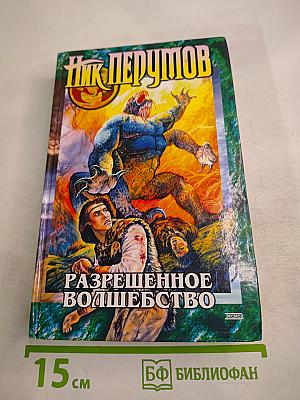 Ник ПЕРУМОВ
РАЗРЕШЕННОЕ
ВОЛШЕБСТВО
15 см
БФ БИБЛИОФАН